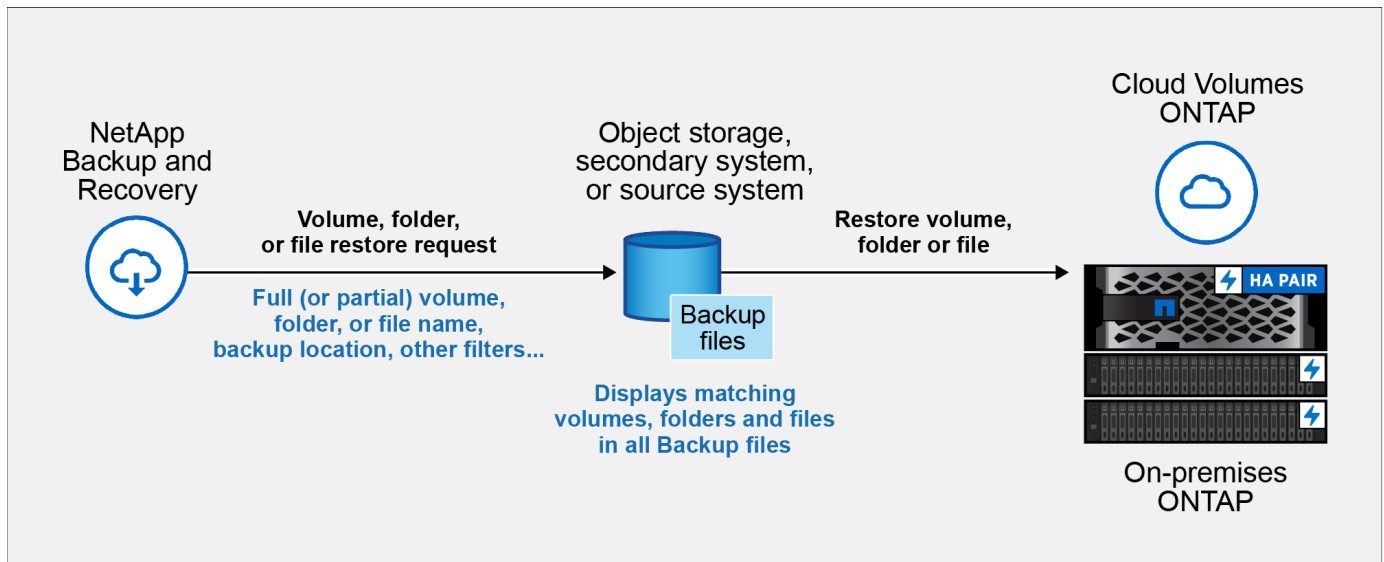 NetApp
Backup and
Recovery
Volume, folder,
or file restore request
Full (or partial) volume,
folder, or file name,
backup location, other filters...
Object storage,
secondary system,
or source system
Backup
files
Displays matching
volumes, folders and files
in all Backup files
Restore volume,
folder or file
Cloud Volumes
ONTAP
HA PAIR
On-premises
ONTAP